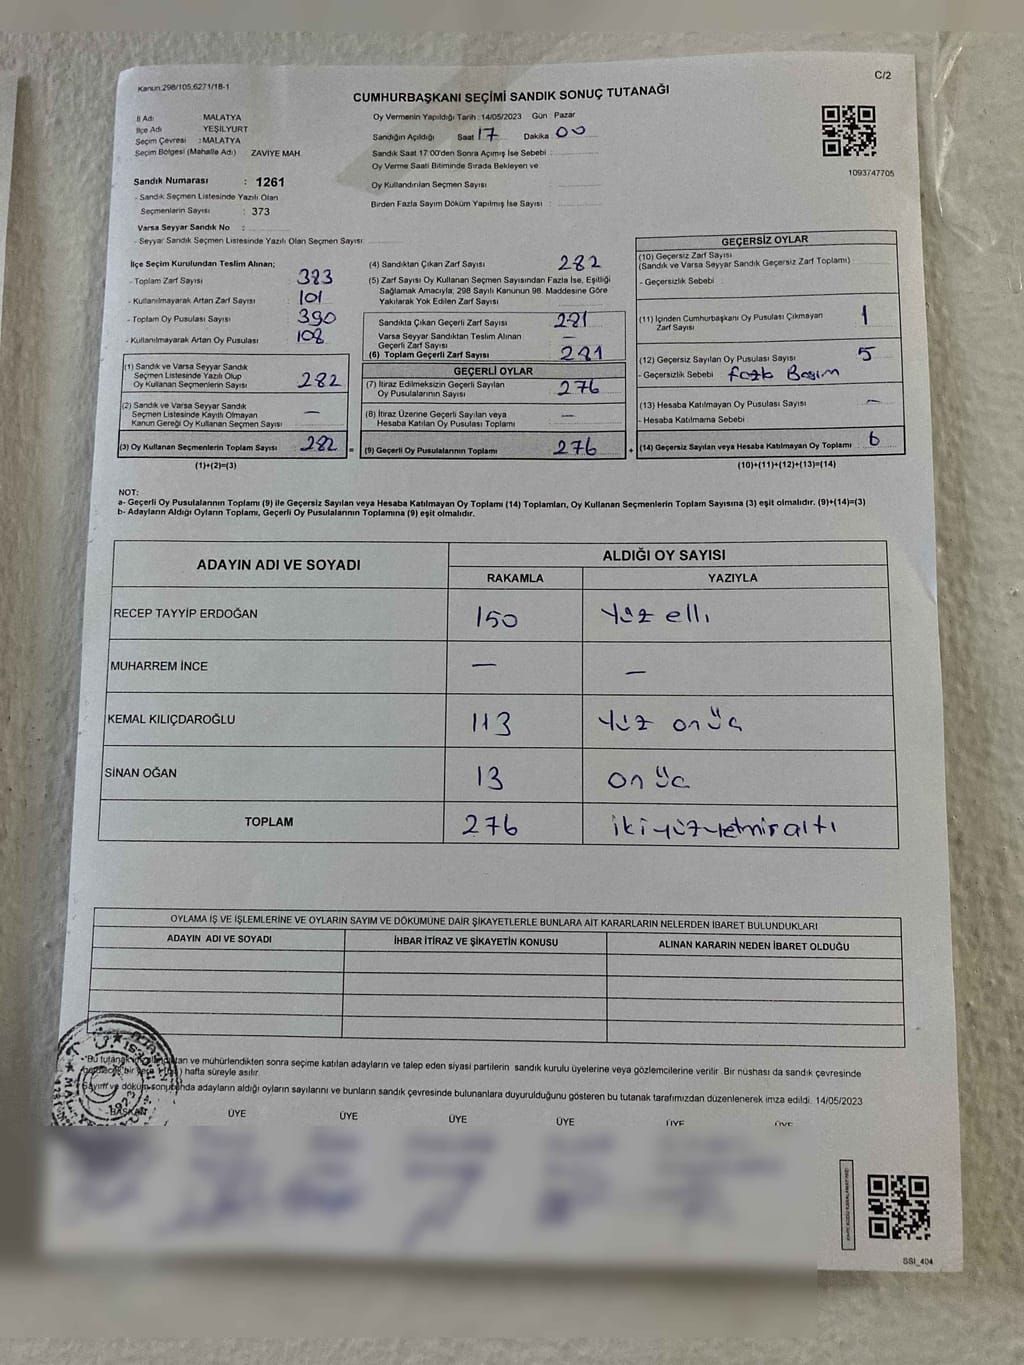 Kanun:298/105;6271/18-1
C/2
CUMHURBAŞKANI SEÇİMİ SANDIK SONUÇ TUTANAĞI
İl Adı : MALATYA
İlçe Adı : YEŞİLYURT
Seçim Çevresi : MALATYA
Seçim Bölgesi (Mahalle Adı) : ZAVİYE MAH.
Sandık Numarası : 1261
- Sandık Seçmen Listesinde Yazılı Olan
Seçmenlerin Sayısı : 373
Varsa Seyyar Sandık No :
- Seyyar Sandık Seçmen Listesinde Yazılı Olan Seçmen Sayısı:
Oy Vermenin Yapıldığı Tarih : 14/05/2023 Gün : Pazar
Sandığın Açıldığı Saat 17 Dakika 00
Sandık Saat 17:00'den Sonra Açımış İse Sebebi :
Oy Verme Saati Bitiminde Sırada Bekleyen ve
Oy Kullandırılan Seçmen Sayısı :
Birden Fazla Sayım Döküm Yapılmış İse Sayısı :
1093747705
İlçe Seçim Kurulundan Teslim Alınan;
- Toplam Zarf Sayısı : 383
- Kullanılmayarak Artan Zarf Sayısı : 101
- Toplam Oy Pusulası Sayısı : 390
- Kullanılmayarak Artan Oy Pusulası : 108
(1) Sandık ve Varsa Seyyar Sandık
Seçmen Listesinde Yazılı Olup
Oy Kullanan Seçmenlerin Sayısı : 282
(2) Sandık ve Varsa Seyyar Sandık
Seçmen Listesinde Kayıtlı Olmayan
Kanun Gereği Oy Kullanan Seçmen Sayısı : —
(3) Oy Kullanan Seçmenlerin Toplam Sayısı : 282
(1)+(2)=(3)
(4) Sandıktan Çıkan Zarf Sayısı : 282
(5) Zarf Sayısı Oy Kullanan Seçmen Sayısından Fazla İse, Eşitliği
Sağlamak Amacıyla, 298 Sayılı Kanunun 98. Maddesine Göre
Yakılarak Yok Edilen Zarf Sayısı :
Sandıkta Çıkan Geçerli Zarf Sayısı : 281
Varsa Seyyar Sandıktan Teslim Alınan
Geçerli Zarf Sayısı : —
(6) Toplam Geçerli Zarf Sayısı : 281
GEÇERLİ OYLAR
(7) İtiraz Edilmeksizin Geçerli Sayılan
Oy Pusulalarının Sayısı : 276
(8) İtiraz Üzerine Geçerli Sayılan veya
Hesaba Katılan Oy Pusulası Toplamı : —
= (9) Geçerli Oy Pusulalarının Toplamı : 276
GEÇERSİZ OYLAR
(10) Geçersiz Zarf Sayısı
(Sandık ve Varsa Seyyar Sandık Geçersiz Zarf Toplamı) :
- Geçersizlik Sebebi :
(11) İçinden Cumhurbaşkanı Oy Pusulası Çıkmayan
Zarf Sayısı : 1
(12) Geçersiz Sayılan Oy Pusulası Sayısı : 5
- Geçersizlik Sebebi : fazla Basım
(13) Hesaba Katılmayan Oy Pusulası Sayısı : —
- Hesaba Katılmama Sebebi :
+ (14) Geçersiz Sayılan veya Hesaba Katılmayan Oy Toplamı : 6
(10)+(11)+(12)+(13)=(14)
NOT:
a- Geçerli Oy Pusulalarının Toplamı (9) ile Geçersiz Sayılan veya Hesaba Katılmayan Oy Toplamı (14) Toplamları, Oy Kullanan Seçmenlerin Toplam Sayısına (3) eşit olmalıdır. (9)+(14)=(3)
b- Adayların Aldığı Oyların Toplamı, Geçerli Oy Pusulalarının Toplamına (9) eşit olmalıdır.
ADAYIN ADI VE SOYADI
ALDIĞI OY SAYISI
RAKAMLA YAZIYLA
RECEP TAYYİP ERDOĞAN 150 Yüz elli
MUHARREM İNCE — —
KEMAL KILIÇDAROĞLU 113 Yüz on üç
SİNAN OĞAN 13 on üç
TOPLAM 276 iki yüz yetmiş altı
OYLAMA İŞ VE İŞLEMLERİNE VE OYLARIN SAYIM VE DÖKÜMÜNE DAİR ŞİKAYETLERLE BUNLARA AİT KARARLARIN NELERDEN İBARET BULUNDUKLARI
ADAYIN ADI VE SOYADI İHBAR İTİRAZ VE ŞİKAYETİN KONUSU ALINAN KARARIN NEDEN İBARET OLDUĞU
"Bu tutanak ve mühürlendikten sonra seçime katılan adayların ve talep eden siyasi partilerin sandık kurulu üyelerine veya gözlemcilerine verilir. Bir nüshası da sandık çevresinde
hafta süreyle asılır.
Sayım ve döküm sonunda adayların aldığı oyların sayılarını ve bunların sandık çevresinde bulunanlara duyurulduğunu gösteren bu tutanak tarafımızdan düzenlenerek imza edildi. 14/05/2023
BAŞKAN ÜYE ÜYE ÜYE ÜYE ÜYE ÜYE
SSİ_404